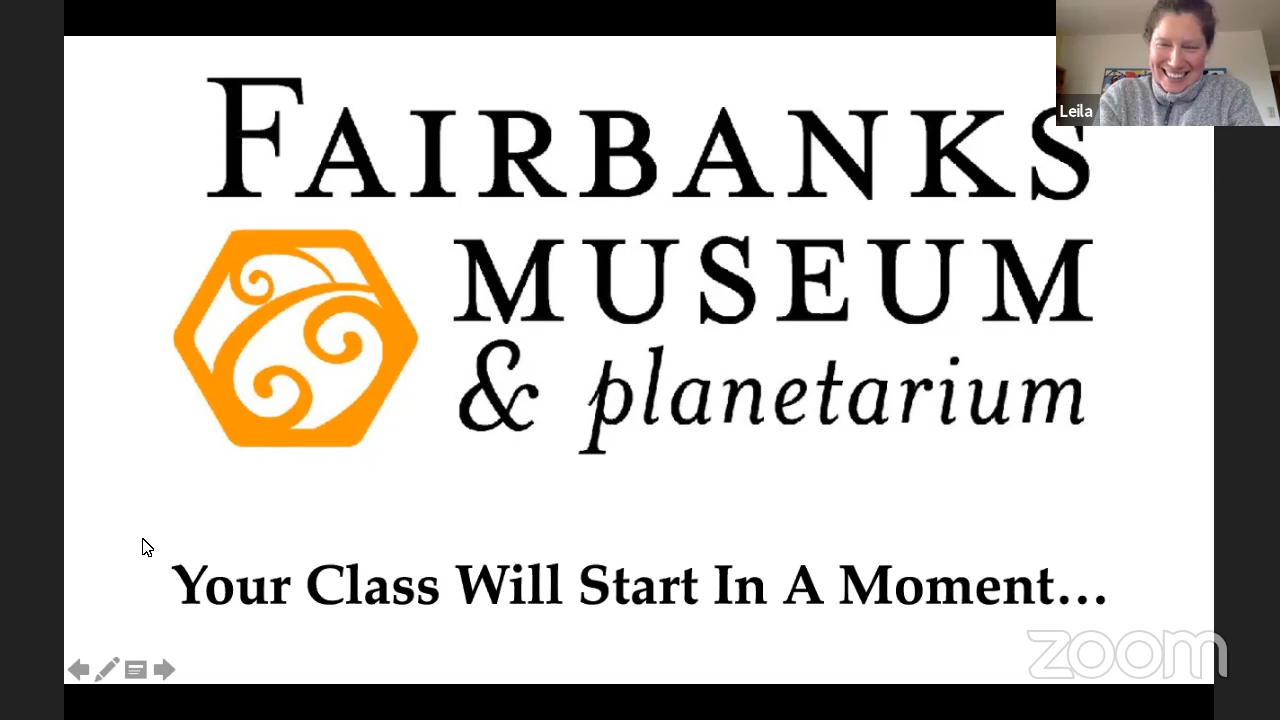 Leila
FAIRBANKS
MUSEUM
& planetarium
Your Class Will Start In A Moment…
zoom